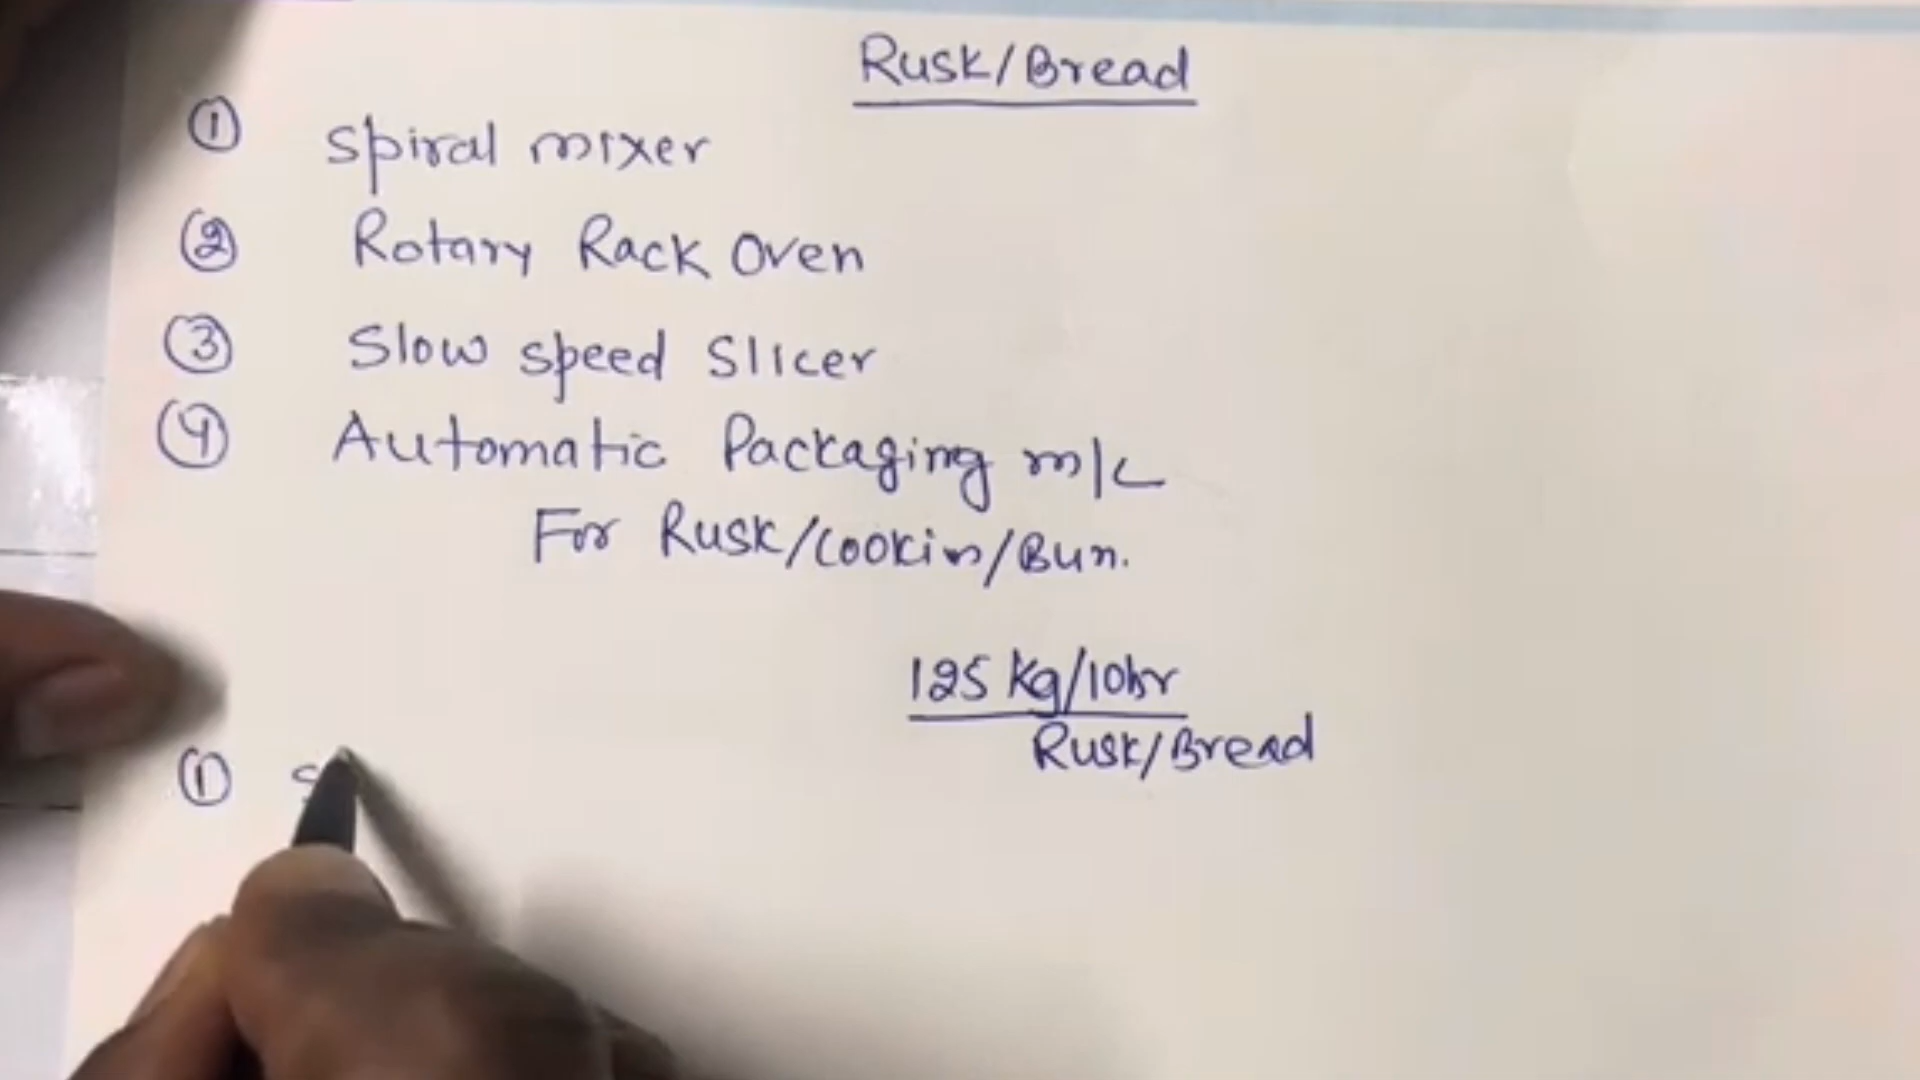 Rusk/Bread
① Spiral mixer
② Rotary Rack Oven
③ Slow speed Slicer
④ Automatic Packaging m/c
For Rusk/Cookies/Bun.
125 Kg/10hr
Rusk/Bread
① S